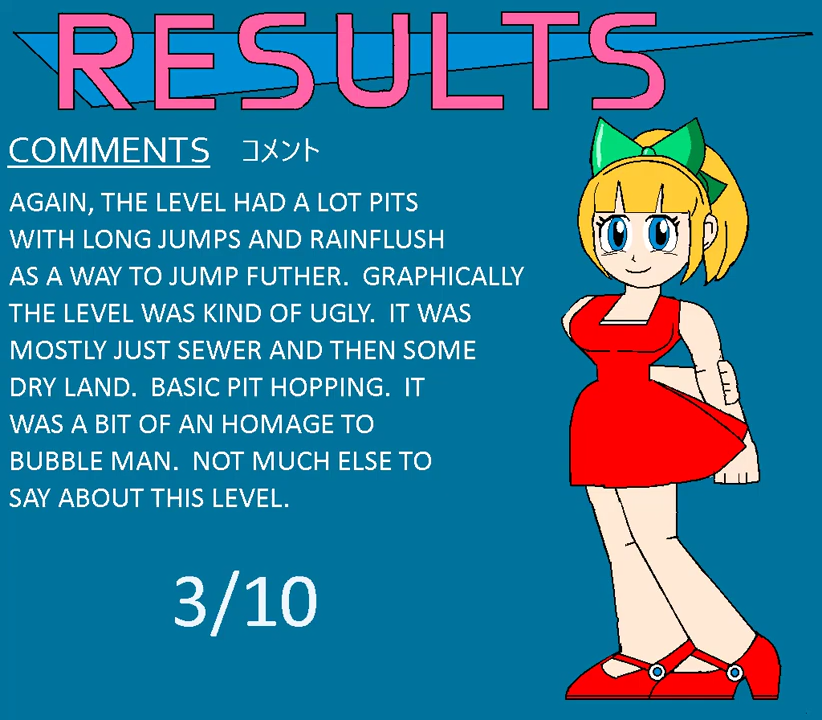 RESULTS
COMMENTS コメント
AGAIN, THE LEVEL HAD A LOT PITS
WITH LONG JUMPS AND RAINFLUSH
AS A WAY TO JUMP FUTHER. GRAPHICALLY
THE LEVEL WAS KIND OF UGLY. IT WAS
MOSTLY JUST SEWER AND THEN SOME
DRY LAND. BASIC PIT HOPPING. IT
WAS A BIT OF AN HOMAGE TO
BUBBLE MAN. NOT MUCH ELSE TO
SAY ABOUT THIS LEVEL.
3/10